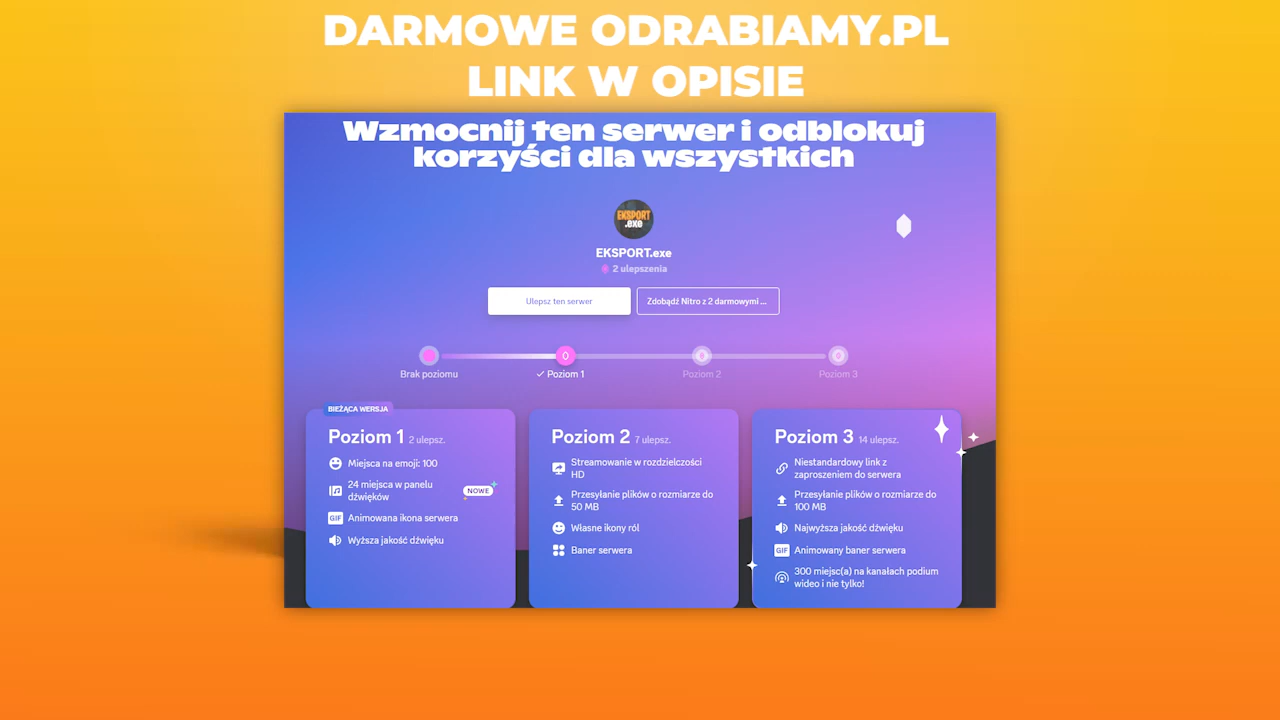 DARMOWE ODRABIAMY.PL
LINK W OPISIE
Wzmocnij ten serwer i odblokuj
korzyści dla wszystkich
EKSPORT
.exe
EKSPORT.exe
2 ulepszenia
Ulepsz ten serwer
Zdobądź Nitro z 2 darmowymi ...
Brak poziomu
Poziom 1
Poziom 2
Poziom 3
BIEŻĄCA WERSJA
Poziom 1 2 ulepsz.
Miejsca na emoji: 100
24 miejsca w panelu
dźwięków
NOWE
GIF Animowana ikona serwera
Wyższa jakość dźwięku
Poziom 2 7 ulepsz.
Streamowanie w rozdzielczości
HD
Przesyłanie plików o rozmiarze do
50 MB
Własne ikony ról
Baner serwera
Poziom 3 14 ulepsz.
Niestandardowy link z
zaproszeniem do serwera
Przesyłanie plików o rozmiarze do
100 MB
Najwyższa jakość dźwięku
GIF Animowany baner serwera
300 miejsc(a) na kanałach podium
wideo i nie tylko!